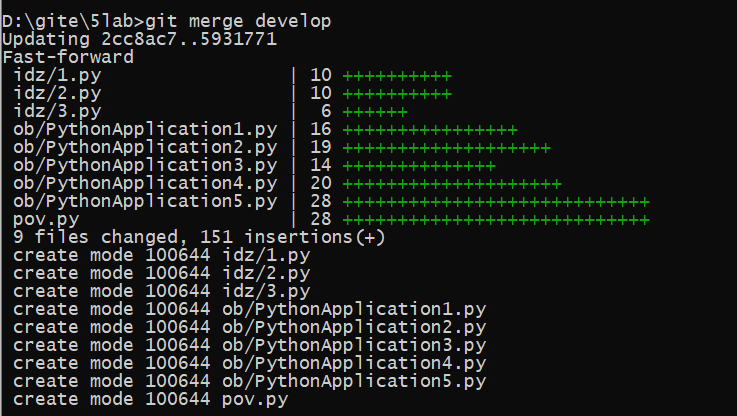 D:\gite\5lab>git merge develop
Updating 2cc8ac7..5931771
Fast-forward
 idz/1.py                 | 10 ++++++++++
 idz/2.py                 | 10 ++++++++++
 idz/3.py                 |  6 ++++++
 ob/PythonApplication1.py | 16 ++++++++++++++++
 ob/PythonApplication2.py | 19 +++++++++++++++++++
 ob/PythonApplication3.py | 14 ++++++++++++++
 ob/PythonApplication4.py | 20 ++++++++++++++++++++
 ob/PythonApplication5.py | 28 ++++++++++++++++++++++++++++
 pov.py                   | 28 ++++++++++++++++++++++++++++
 9 files changed, 151 insertions(+)
 create mode 100644 idz/1.py
 create mode 100644 idz/2.py
 create mode 100644 idz/3.py
 create mode 100644 ob/PythonApplication1.py
 create mode 100644 ob/PythonApplication2.py
 create mode 100644 ob/PythonApplication3.py
 create mode 100644 ob/PythonApplication4.py
 create mode 100644 ob/PythonApplication5.py
 create mode 100644 pov.py